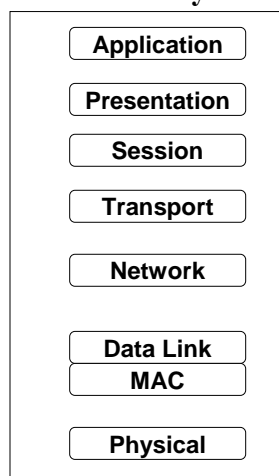 Application
Presentation
Session
Transport
Network
Data Link
MAC
Physical